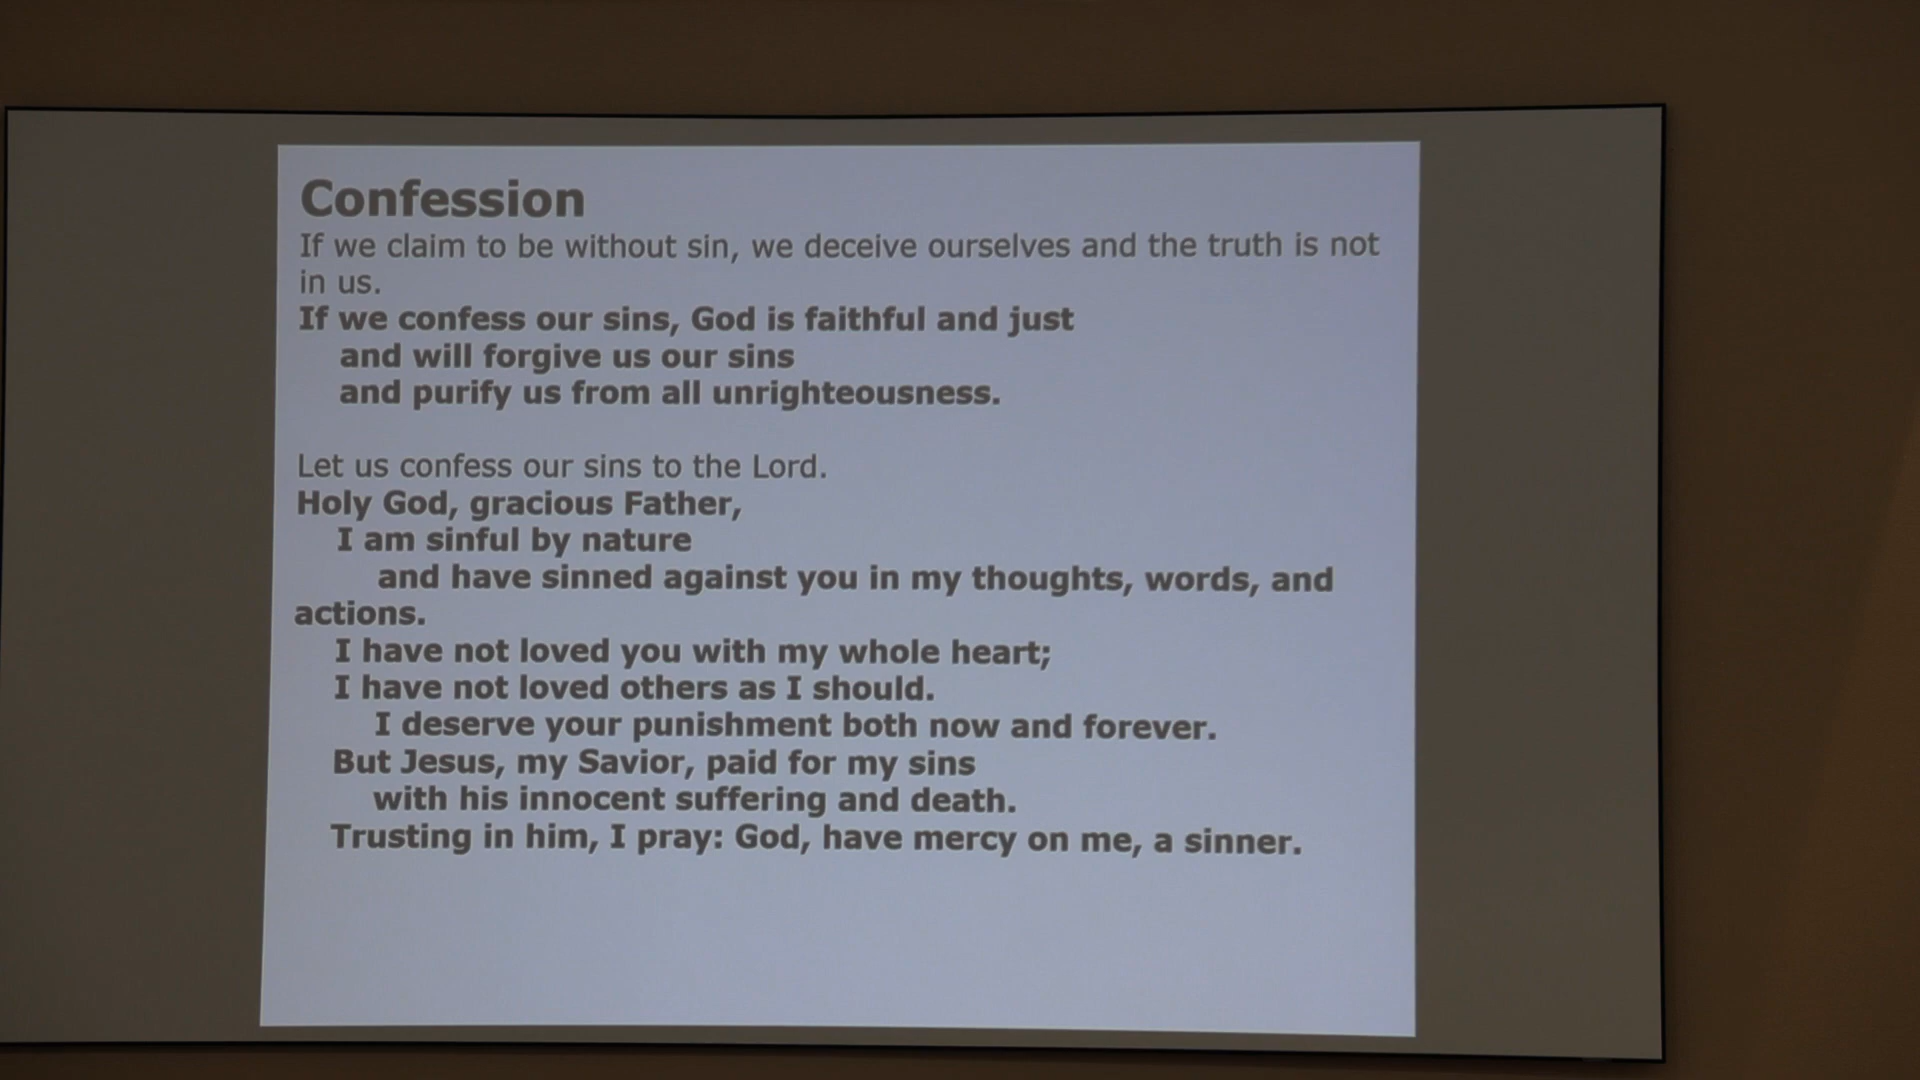 Confession
If we claim to be without sin, we deceive ourselves and the truth is not
in us.
If we confess our sins, God is faithful and just
and will forgive us our sins
and purify us from all unrighteousness.
Let us confess our sins to the Lord.
Holy God, gracious Father,
I am sinful by nature
and have sinned against you in my thoughts, words, and
actions.
I have not loved you with my whole heart;
I have not loved others as I should.
I deserve your punishment both now and forever.
But Jesus, my Savior, paid for my sins
with his innocent suffering and death.
Trusting in him, I pray: God, have mercy on me, a sinner.